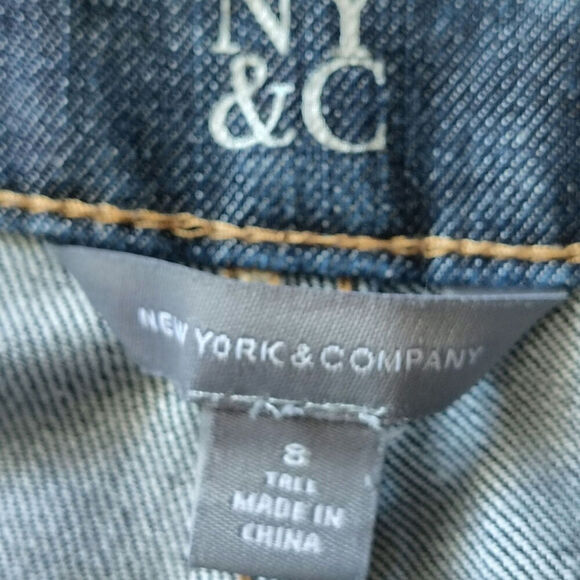 NY
&C
NEW YORK & COMPANY
8
TALL
MADE IN
CHINA